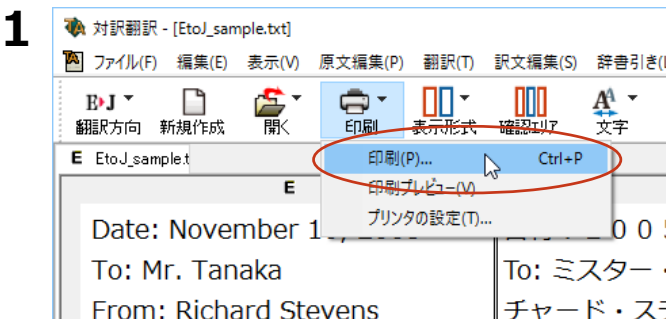 1
対訳翻訳 - [EtoJ_sample.txt]
ファイル(F) 編集(E) 表示(V) 原文編集(P) 翻訳(T) 訳文編集(S) 辞書引き(
E▸J
翻訳方向 新規作成 開く 印刷 表示形式 確認エリア 文字
E EtoJ_sample.t
印刷(P)... Ctrl+P
E
印刷プレビュー(V)
プリンタの設定(T)...
Date: November
To: Mr. Tanaka
To: ミスター・
From: Richard Stevens
チャード・ス